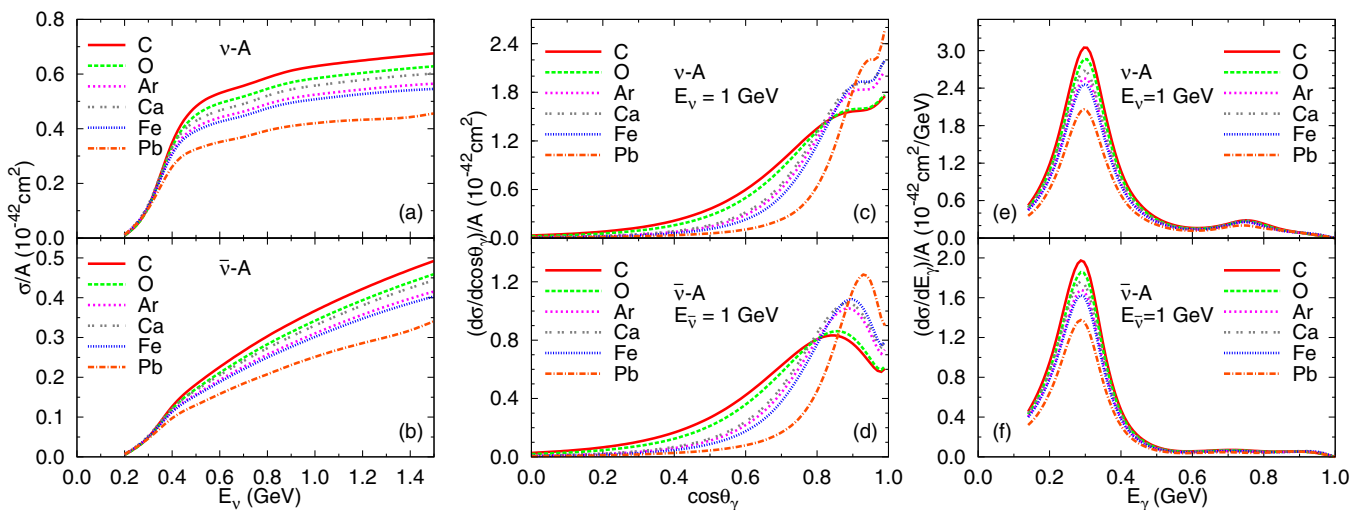 σ/A (10⁻⁴²cm²)
0.8
0.6
0.4
0.2
0.0
ν-A
C
O
Ar
Ca
Fe
Pb
(a)
0.5
0.4
0.3
0.2
0.1
0.0
ν̄-A
C
O
Ar
Ca
Fe
Pb
(b)
0.0 0.2 0.4 0.6 0.8 1.0 1.2 1.4
E_ν (GeV)
(dσ/dcosθ_γ)/A (10⁻⁴²cm²)
2.4
1.8
1.2
0.6
0.0
C
O
Ar
Ca
Fe
Pb
ν-A
E_ν = 1 GeV
(c)
1.2
0.8
0.4
0.0
C
O
Ar
Ca
Fe
Pb
ν̄-A
E_ν̄ = 1 GeV
(d)
0.0 0.2 0.4 0.6 0.8 1.0
cosθ_γ
(dσ/dE_γ)/A (10⁻⁴²cm²/GeV)
3.0
2.4
1.8
1.2
0.6
0.0
ν-A
E_ν=1 GeV
C
O
Ar
Ca
Fe
Pb
(e)
2.0
1.6
1.2
0.8
0.4
0.0
ν̄-A
E_ν̄=1 GeV
C
O
Ar
Ca
Fe
Pb
(f)
0.0 0.2 0.4 0.6 0.8 1.0
E_γ (GeV)